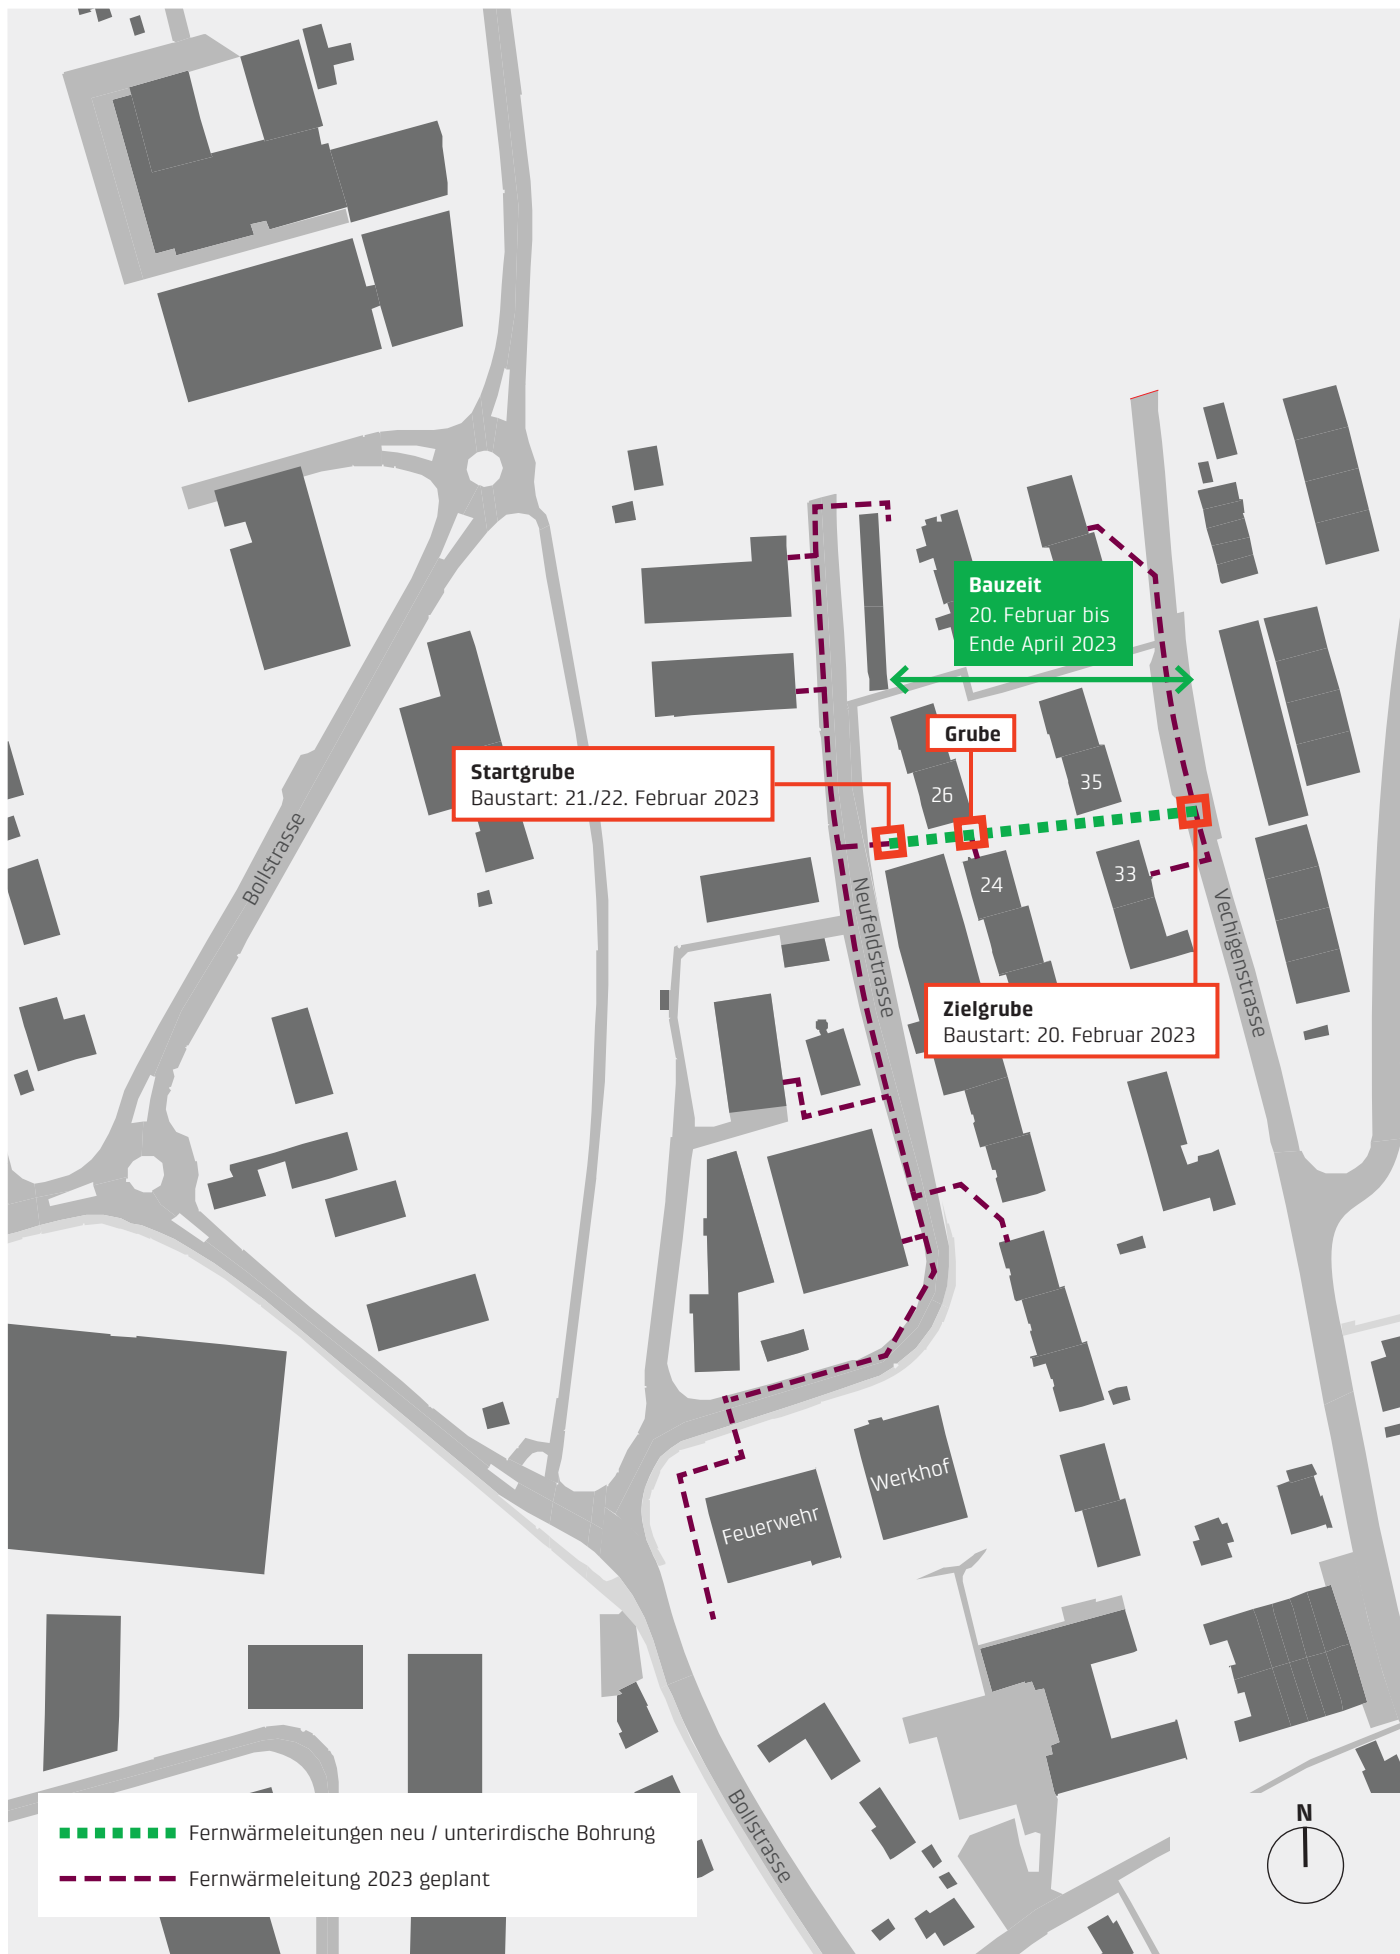 Bauzeit
20. Februar bis
Ende April 2023
Grube
Startgrube
Baustart: 21./22. Februar 2023
26
35
24
33
Bollstrasse
Neufeldstrasse
Vechigenstrasse
Zielgrube
Baustart: 20. Februar 2023
Werkhof
Feuerwehr
Bollstrasse
N
Fernwärmeleitungen neu / unterirdische Bohrung
Fernwärmeleitung 2023 geplant